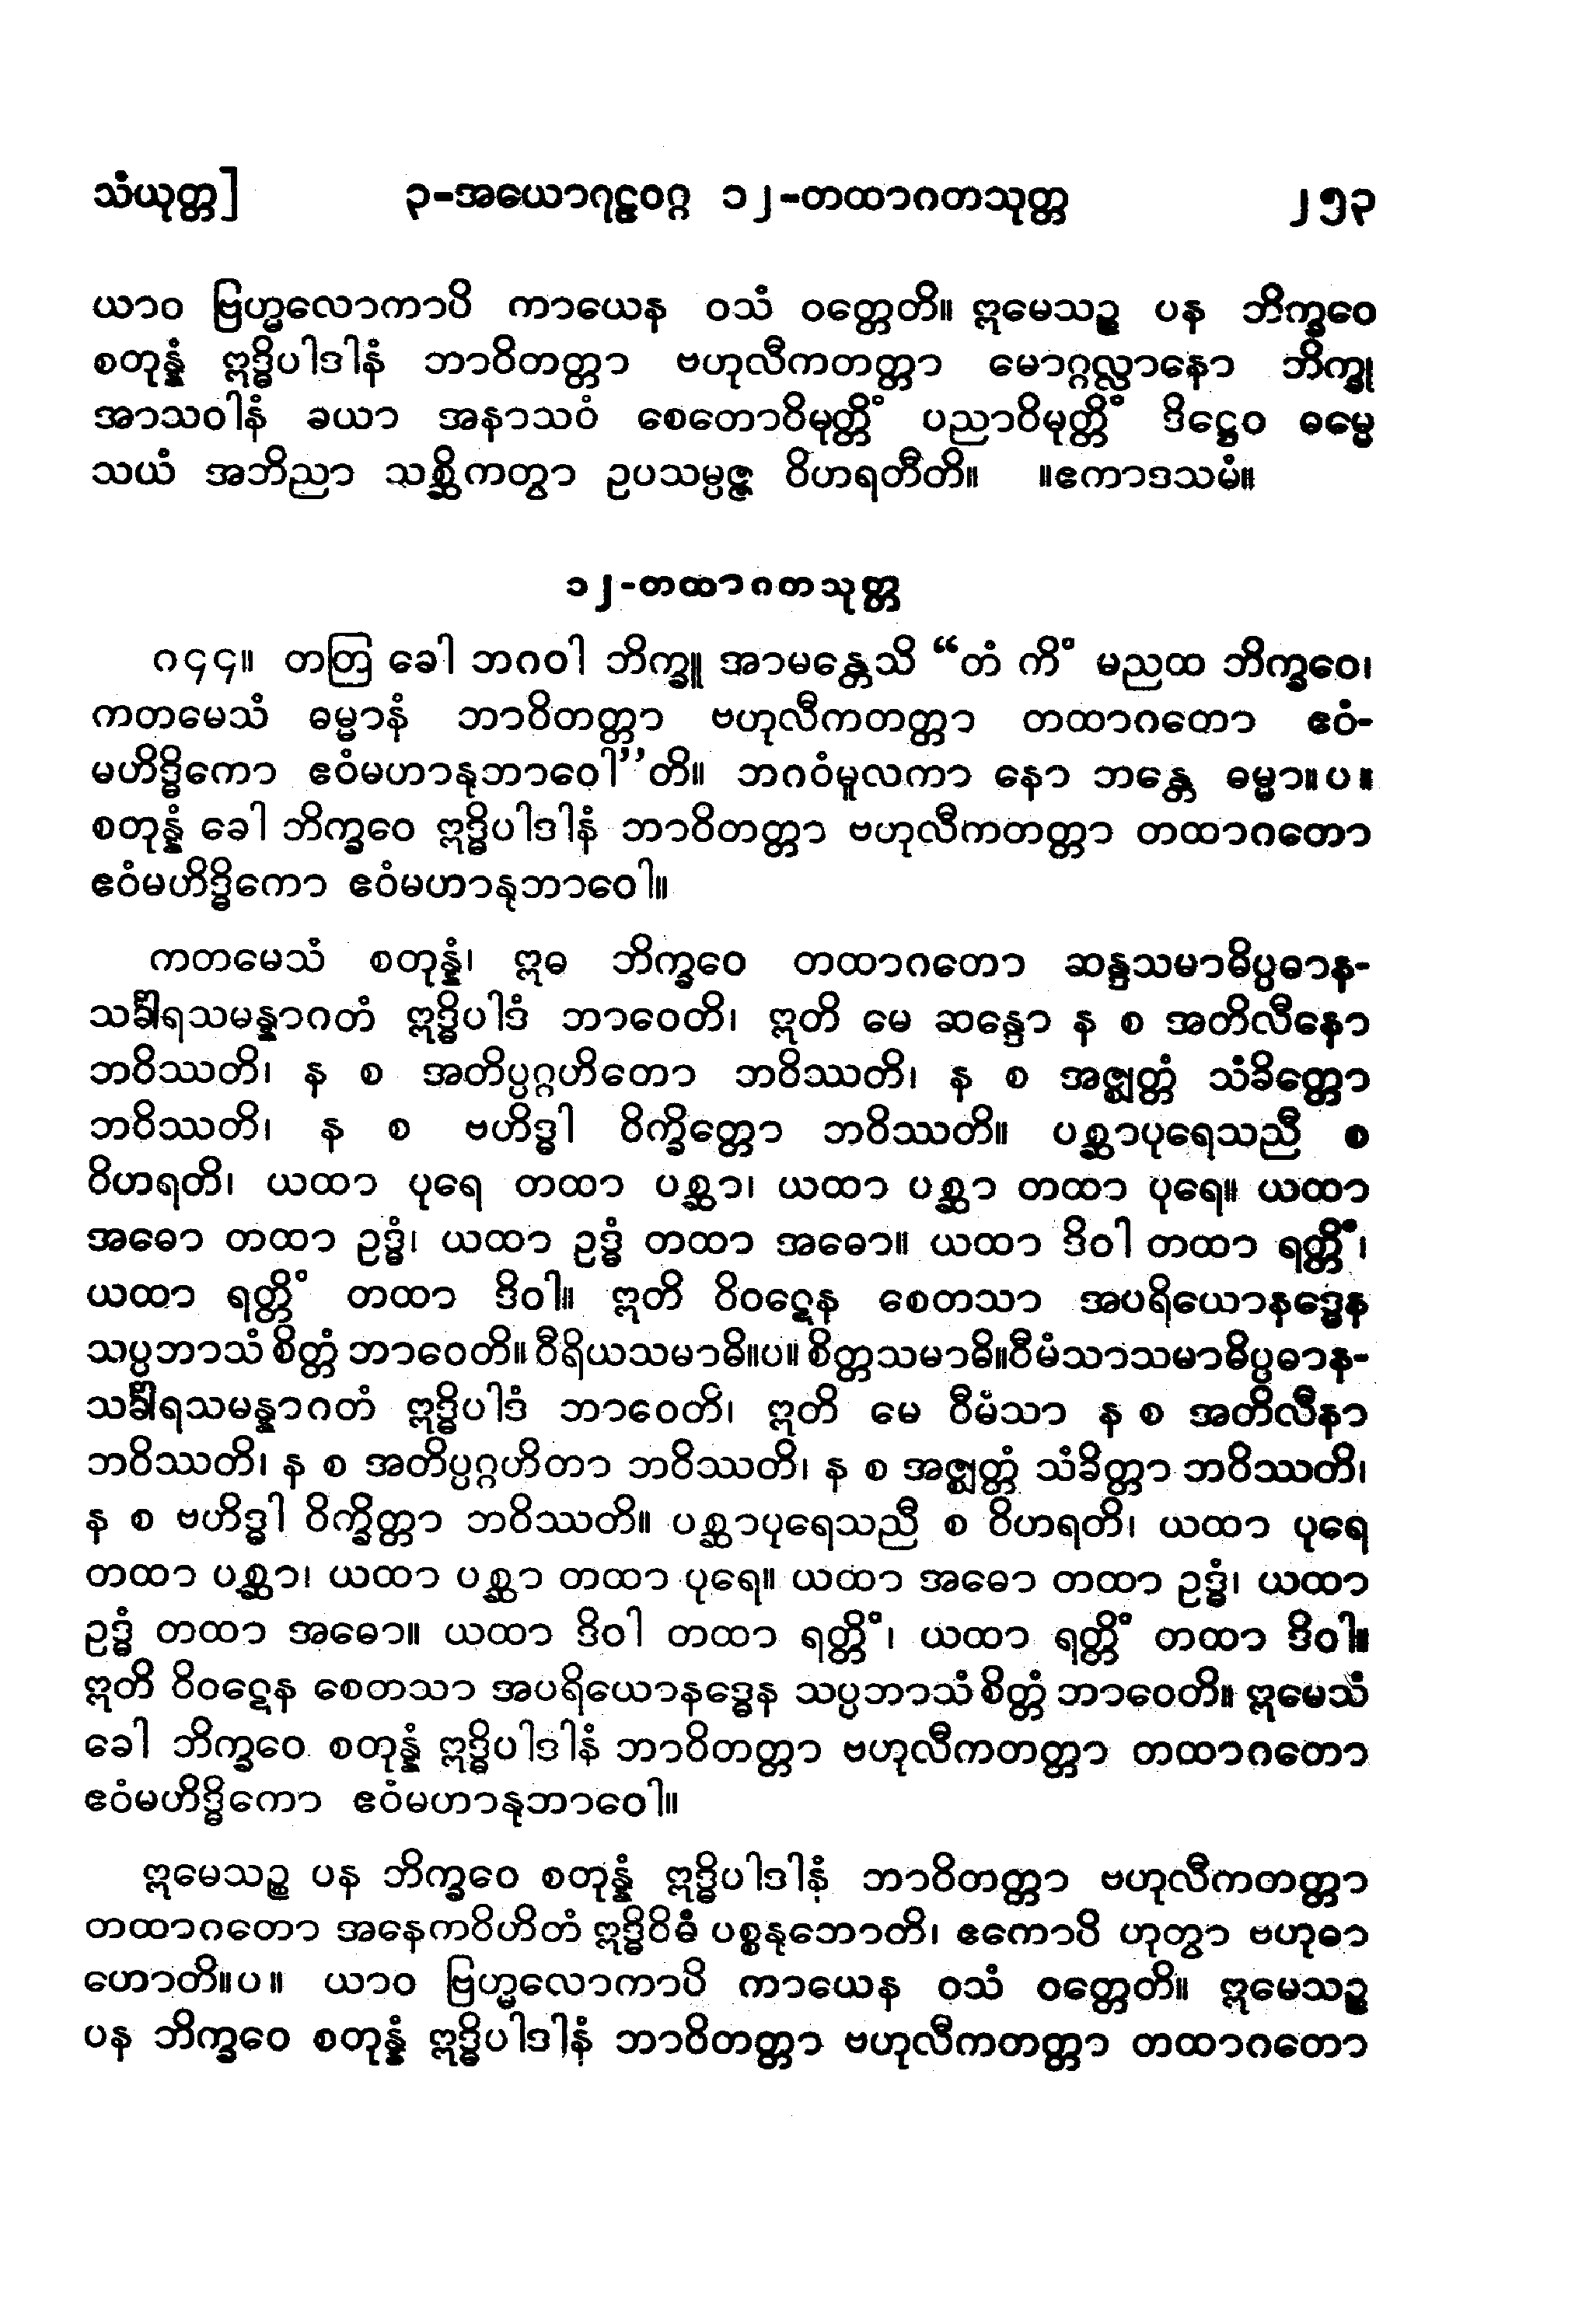 သံယုတ္တ] ၃-အယောဂုဠဝဂ္ဂ ၁၂-တထာဂတသုတ္တ ၂၅၃
ယာဝ ဗြဟ္မလောကာပိ ကာယေန ဝသံ ဝတ္တေတိ။ ဣမေသဉ္စ ပန ဘိက္ခဝေ
စတုန္နံ ဣဒ္ဓိပါဒါနံ ဘာဝိတတ္တာ ဗဟုလီကတတ္တာ မောဂ္ဂလ္လာနော ဘိက္ခု
အာသဝါနံ ခယာ အနာသဝံ စေတောဝိမုတ္တိံ ပညာဝိမုတ္တိံ ဒိဋ္ဌေဝ ဓမ္မေ
သယံ အဘိညာ သစ္ဆိကတွာ ဥပသမ္ပဇ္ဇ ဝိဟရတီတိ။ ။ဧကာဒသမံ။
၁၂-တထာဂတသုတ္တ
၈၄၄။ တတြ ခေါ ဘဂဝါ ဘိက္ခူ အာမန္တေသိ “တံ ကိံ မညထ ဘိက္ခဝေ၊
ကတမေသံ ဓမ္မာနံ ဘာဝိတတ္တာ ဗဟုလီကတတ္တာ တထာဂတော ဧဝံ-
မဟိဒ္ဓိကော ဧဝံမဟာနုဘာဝေါ”တိ။ ဘဂဝံမူလကာ နော ဘန္တေ ဓမ္မာ။ပ။
စတုန္နံ ခေါ ဘိက္ခဝေ ဣဒ္ဓိပါဒါနံ ဘာဝိတတ္တာ ဗဟုလီကတတ္တာ တထာဂတော
ဧဝံမဟိဒ္ဓိကော ဧဝံမဟာနုဘာဝေါ။
ကတမေသံ စတုန္နံ၊ ဣဓ ဘိက္ခဝေ တထာဂတော ဆန္ဒသမာဓိပ္ပဓာန-
သင်္ခါရသမန္နာဂတံ ဣဒ္ဓိပါဒံ ဘာဝေတိ၊ ဣတိ မေ ဆန္ဒော န စ အတိလီနော
ဘဝိဿတိ၊ န စ အတိပ္ပဂ္ဂဟိတော ဘဝိဿတိ၊ န စ အဇ္ဈတ္တံ သံခိတ္တော
ဘဝိဿတိ၊ န စ ဗဟိဒ္ဓါ ဝိက္ခိတ္တော ဘဝိဿတိ။ ပစ္ဆာပုရေသညီ စ
ဝိဟရတိ၊ ယထာ ပုရေ တထာ ပစ္ဆာ၊ ယထာ ပစ္ဆာ တထာ ပုရေ။ ယထာ
အဓော တထာ ဥဒ္ဓံ၊ ယထာ ဥဒ္ဓံ တထာ အဓော။ ယထာ ဒိဝါ တထာ ရတ္တိံ၊
ယထာ ရတ္တိံ တထာ ဒိဝါ။ ဣတိ ဝိဝဋေန စေတသာ အပရိယောနဒ္ဓေန
သပ္ပဘာသံ စိတ္တံ ဘာဝေတိ။ ဝီရိယသမာဓိ။ပ။ စိတ္တသမာဓိ။ဝီမံသာသမာဓိပ္ပဓာန-
သင်္ခါရသမန္နာဂတံ ဣဒ္ဓိပါဒံ ဘာဝေတိ၊ ဣတိ မေ ဝီမံသာ န စ အတိလီနာ
ဘဝိဿတိ၊ န စ အတိပ္ပဂ္ဂဟိတာ ဘဝိဿတိ၊ န စ အဇ္ဈတ္တံ သံခိတ္တာ ဘဝိဿတိ၊
န စ ဗဟိဒ္ဓါ ဝိက္ခိတ္တာ ဘဝိဿတိ။ ပစ္ဆာပုရေသညီ စ ဝိဟရတိ၊ ယထာ ပုရေ
တထာ ပစ္ဆာ၊ ယထာ ပစ္ဆာ တထာ ပုရေ။ ယထာ အဓော တထာ ဥဒ္ဓံ၊ ယထာ
ဥဒ္ဓံ တထာ အဓော။ ယထာ ဒိဝါ တထာ ရတ္တိံ၊ ယထာ ရတ္တိံ တထာ ဒိဝါ။
ဣတိ ဝိဝဋေန စေတသာ အပရိယောနဒ္ဓေန သပ္ပဘာသံ စိတ္တံ ဘာဝေတိ။ ဣမေသံ
ခေါ ဘိက္ခဝေ စတုန္နံ ဣဒ္ဓိပါဒါနံ ဘာဝိတတ္တာ ဗဟုလီကတတ္တာ တထာဂတော
ဧဝံမဟိဒ္ဓိကော ဧဝံမဟာနုဘာဝေါ။
ဣမေသဉ္စ ပန ဘိက္ခဝေ စတုန္နံ ဣဒ္ဓိပါဒါနံ ဘာဝိတတ္တာ ဗဟုလီကတတ္တာ
တထာဂတော အနေကဝိဟိတံ ဣဒ္ဓိဝိဓံ ပစ္စနုဘောတိ၊ ဧကောပိ ဟုတွာ ဗဟုဓာ
ဟောတိ။ပ။ ယာဝ ဗြဟ္မလောကာပိ ကာယေန ဝသံ ဝတ္တေတိ။ ဣမေသဉ္စ
ပန ဘိက္ခဝေ စတုန္နံ ဣဒ္ဓိပါဒါနံ ဘာဝိတတ္တာ ဗဟုလီကတတ္တာ တထာဂတော